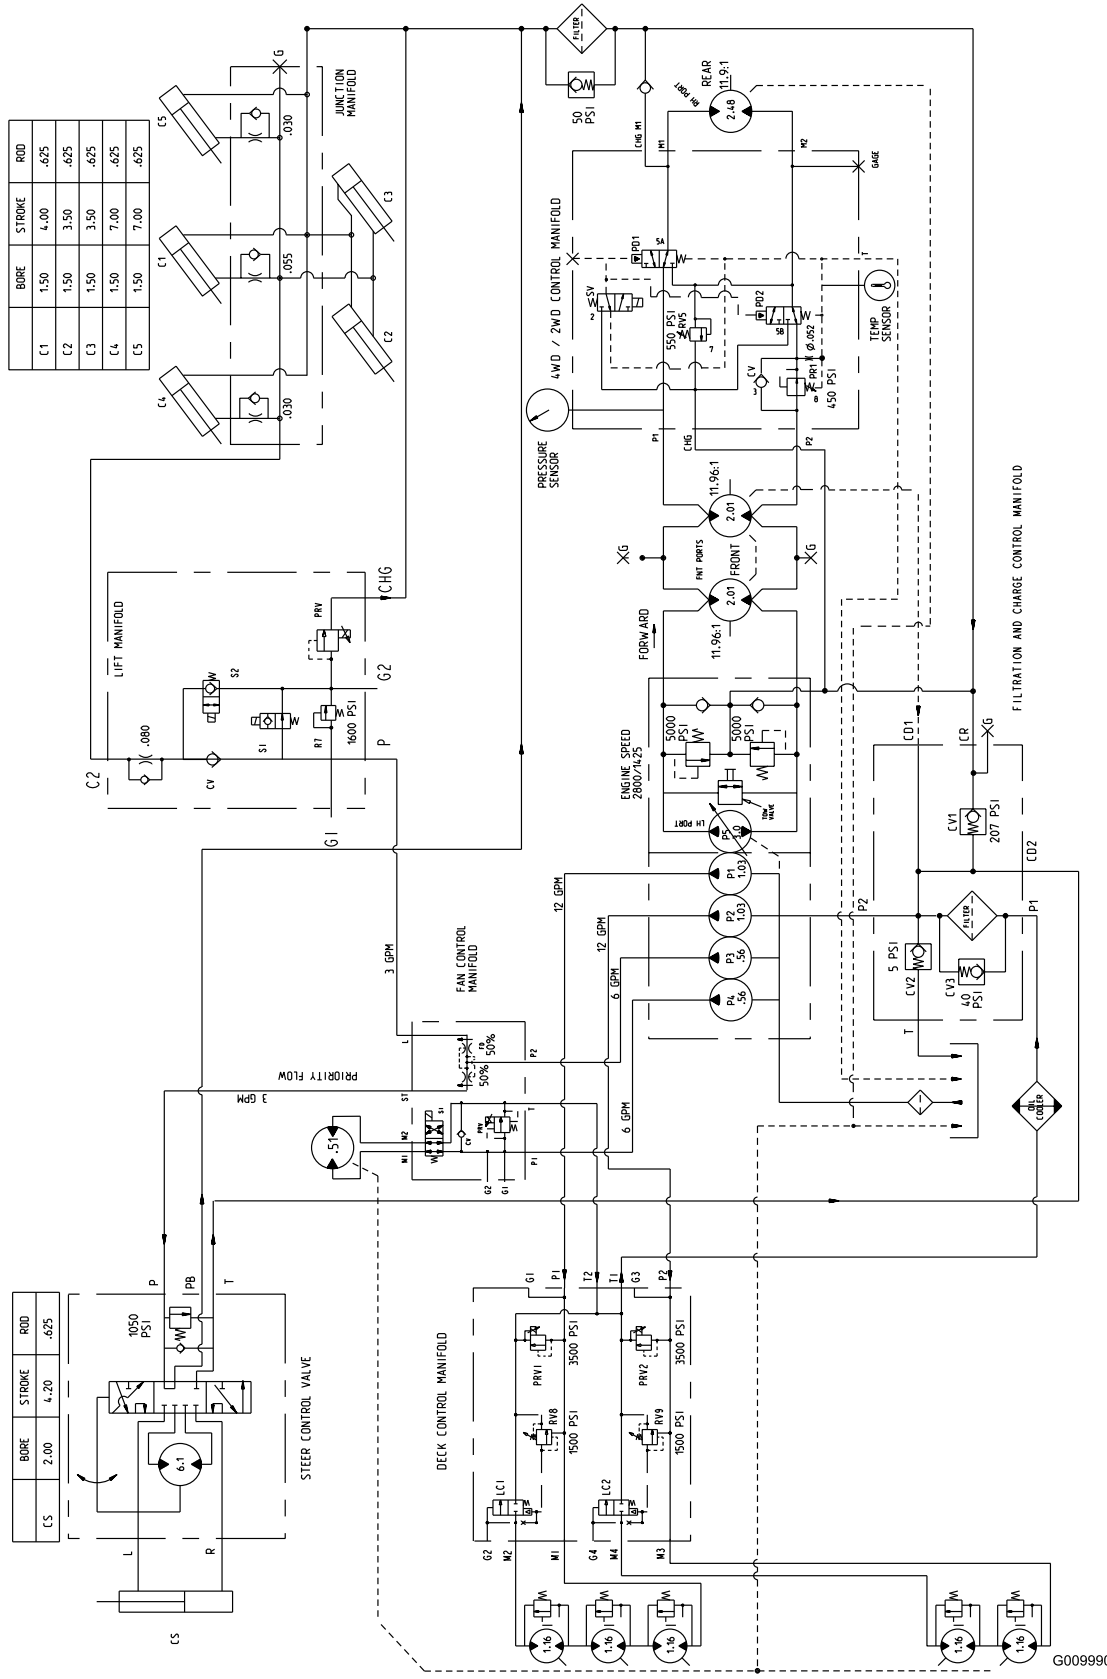 BORE STROKE ROD
C1 1.50 4.00 .625
C2 1.50 3.50 .625
C3 1.50 3.50 .625
C4 1.50 7.00 .625
C5 1.50 7.00 .625
C4
C1
C5
C2
C3
.030
.055
.030
G
JUNCTION
MANIFOLD
LIFT MANIFOLD
C2
.080
CV
S1
S2
R7
1600 PSI
PRV
G1
P
G2
CHG
FILTER
50
PSI
4WD / 2WD CONTROL MANIFOLD
PRESSURE
SENSOR
SV
2
PD1
5A
550 PSI
RV5
7
PD2
5B
CV
3
PR1
8
Ø.052
450 PSI
P1
CHG
P2
CHG M1
M1
M2
T
GAGE
RH PORT
REAR
11.9:1
2.48
TEMP
SENSOR
FORWARD
G
FNT PORTS
FRONT
G
2.01
11.96:1
2.01
11.96:1
ENGINE SPEED
2800/1425
5000
PSI
5000
PSI
TOW
VALVE
LH PORT
P5
3.0
P1
1.03
P2
1.03
P3
.56
P4
.56
12 GPM
12 GPM
6 GPM
6 GPM
3 GPM
FILTRATION AND CHARGE CONTROL MANIFOLD
CD1
CR
G
CV1
207 PSI
CD2
P2
P1
FILTER
5 PSI
CV2
CV3
40
PSI
T
OIL
COOLER
FAN CONTROL
MANIFOLD
L
FD
50%
50%
P2
ST
PRIORITY FLOW
3 GPM
.51
M1
M2
S1
CV
PRV
T
P1
G2
G1
BORE STROKE ROD
CS 2.00 4.20 .625
STEER CONTROL VALVE
P
PB
T
1050
PSI
6.1
L
R
CS
DECK CONTROL MANIFOLD
G1
P1
T2
T1
G3
P2
PRV1
3500 PSI
PRV2
3500 PSI
RV8
1500 PSI
RV9
1500 PSI
LC1
LC2
G2
M2
M1
G4
M4
M3
1.16
1.16
1.16
1.16
1.16
G009990